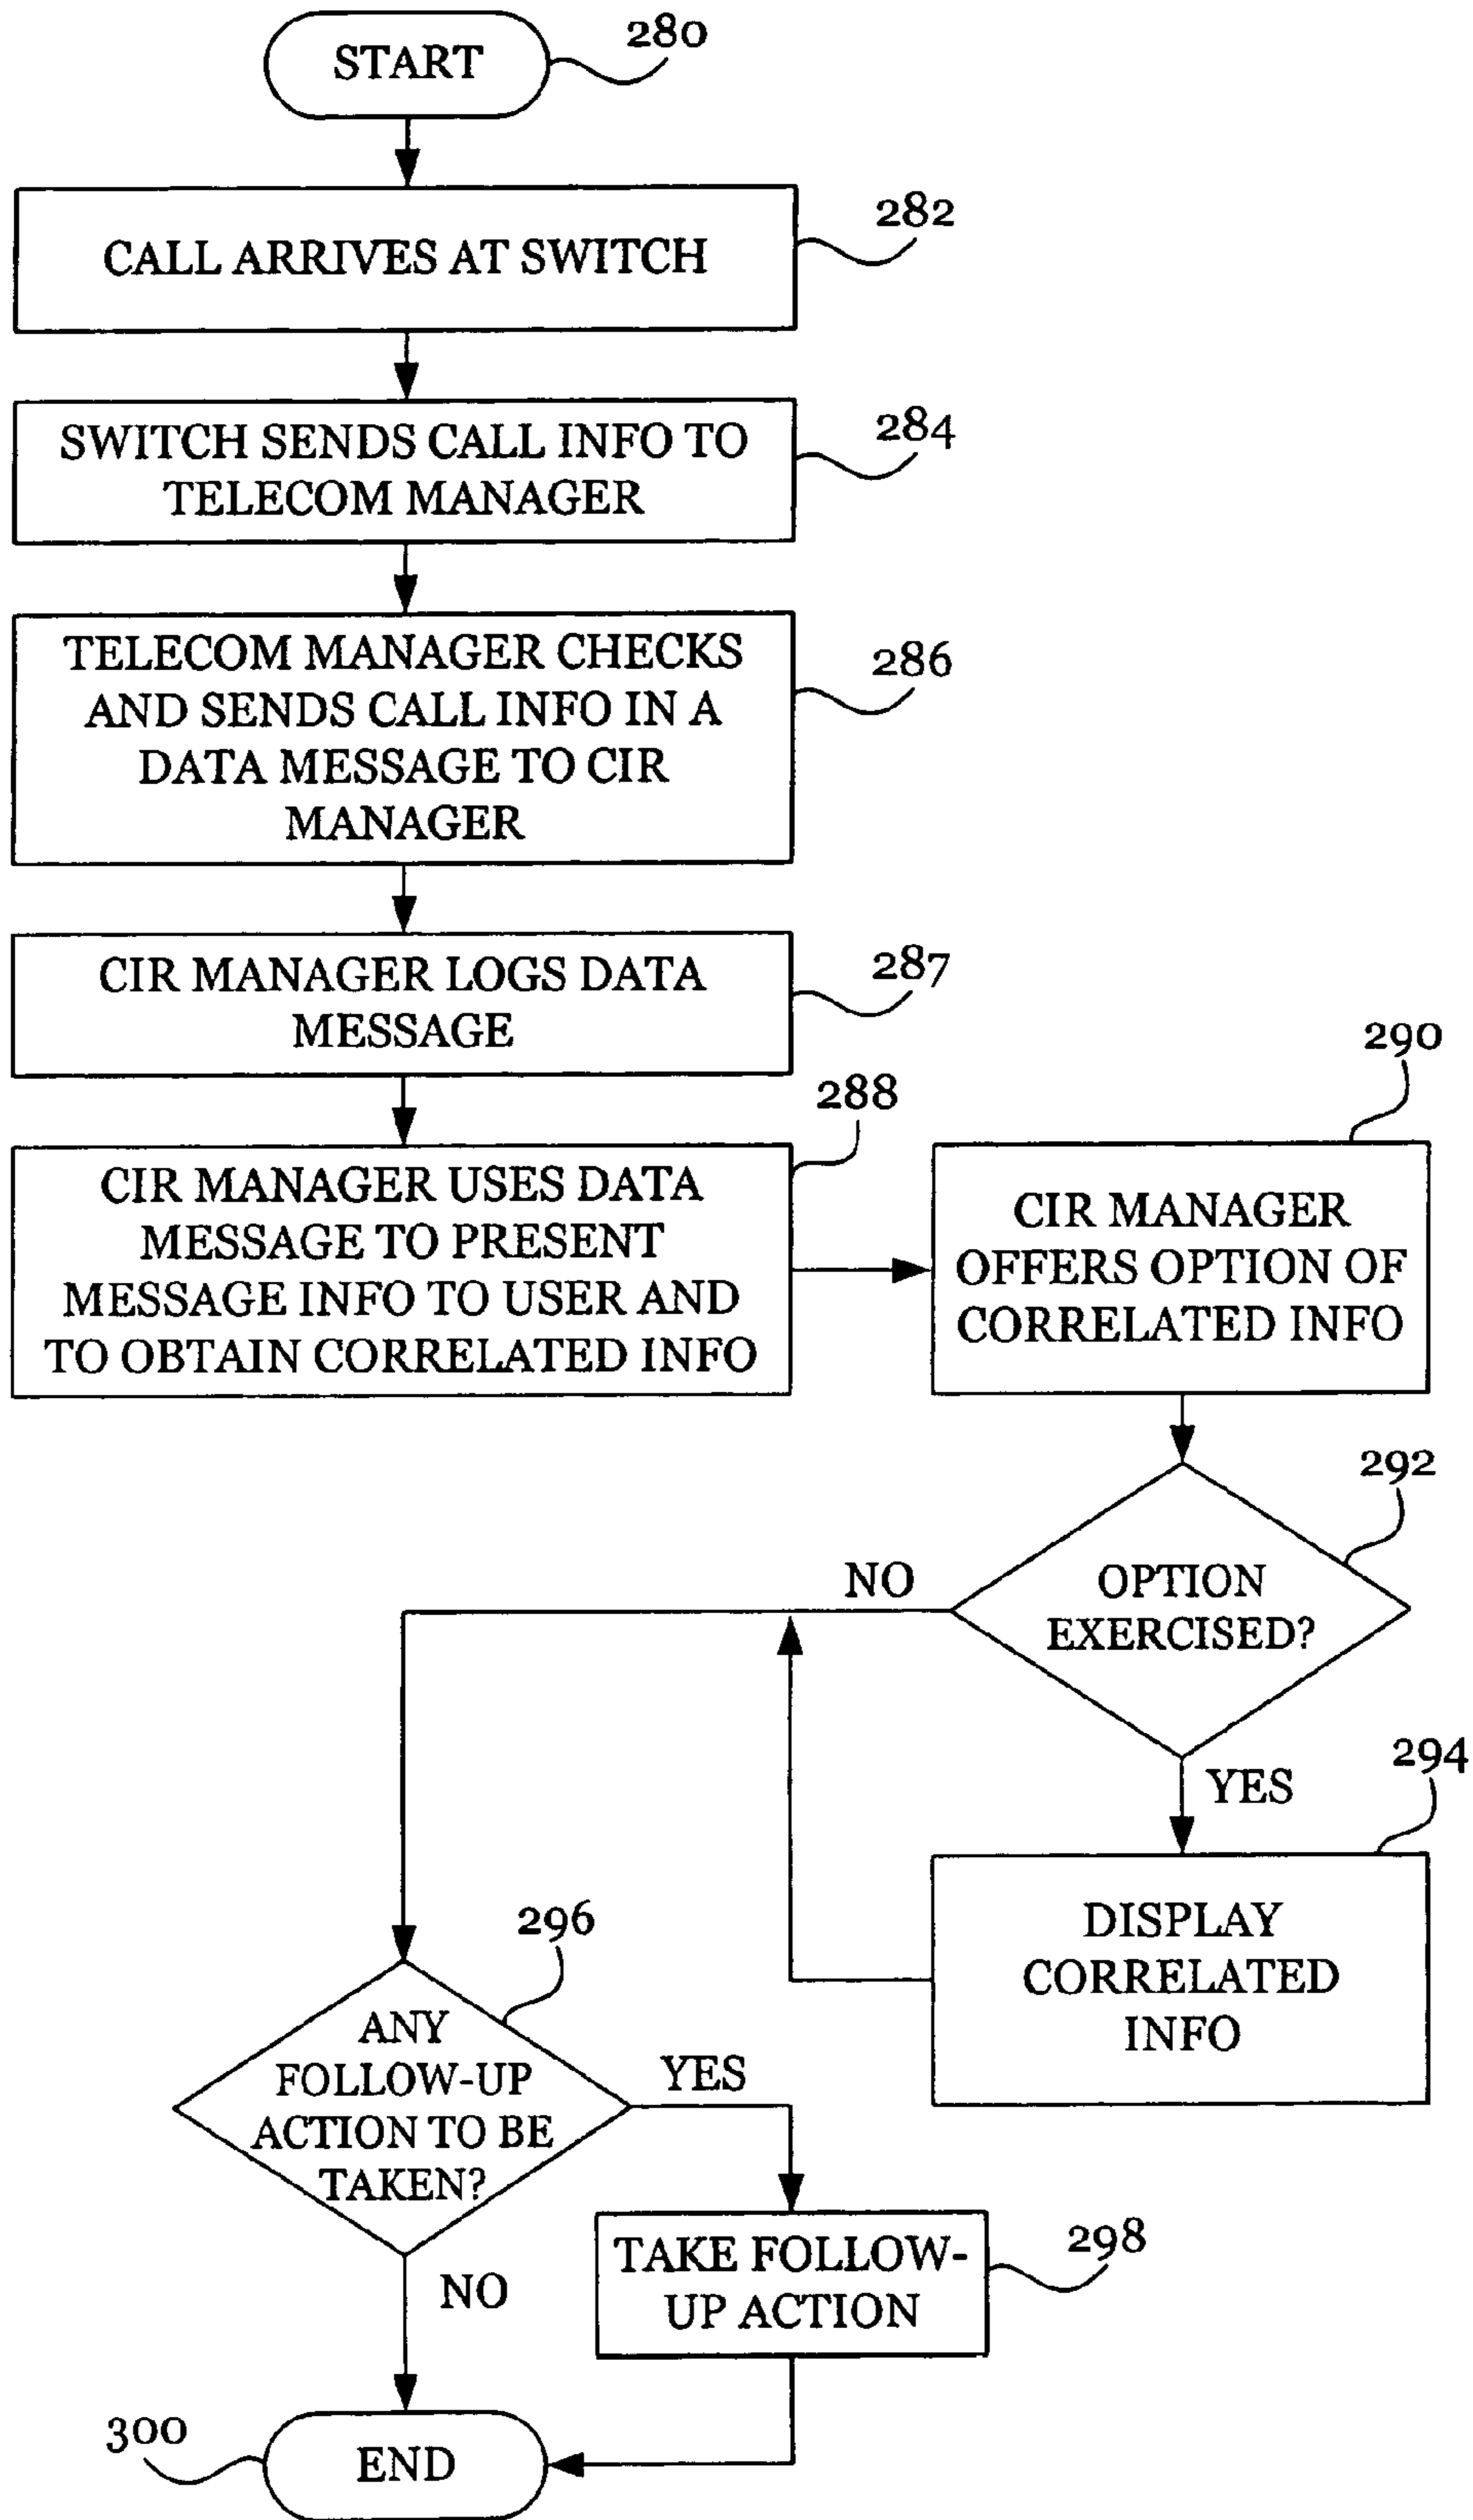 START
280
CALL ARRIVES AT SWITCH
282
SWITCH SENDS CALL INFO TO
TELECOM MANAGER
284
TELECOM MANAGER CHECKS
AND SENDS CALL INFO IN A
DATA MESSAGE TO CIR
MANAGER
286
CIR MANAGER LOGS DATA
MESSAGE
287
CIR MANAGER USES DATA
MESSAGE TO PRESENT
MESSAGE INFO TO USER AND
TO OBTAIN CORRELATED INFO
288
CIR MANAGER
OFFERS OPTION OF
CORRELATED INFO
290
OPTION
EXERCISED?
292
NO
YES
DISPLAY
CORRELATED
INFO
294
ANY
FOLLOW-UP
ACTION TO BE
TAKEN?
296
YES
NO
TAKE FOLLOW-
UP ACTION
298
END
300